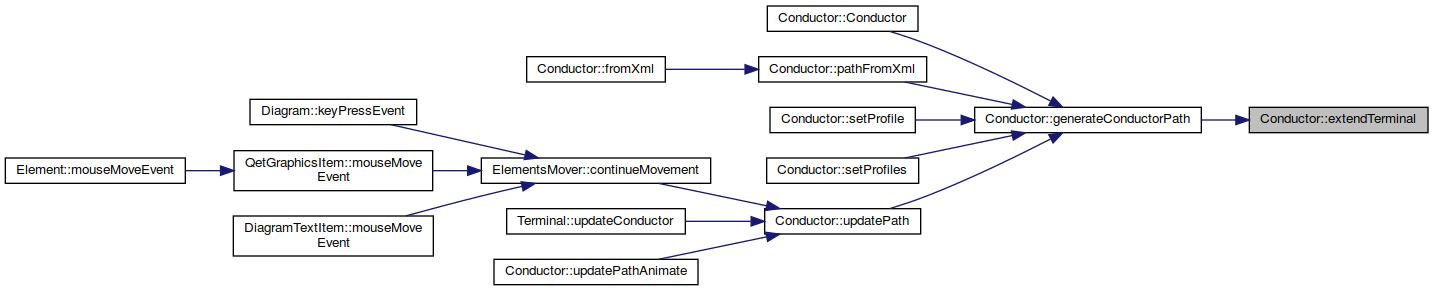 Conductor::Conductor
Conductor::fromXml
Conductor::pathFromXml
Diagram::keyPressEvent
Conductor::setProfile
Conductor::generateConductorPath
Conductor::extendTerminal
Element::mouseMoveEvent
QetGraphicsItem::mouseMove
Event
ElementsMover::continueMovement
Conductor::setProfiles
DiagramTextItem::mouseMove
Event
Terminal::updateConductor
Conductor::updatePath
Conductor::updatePathAnimate